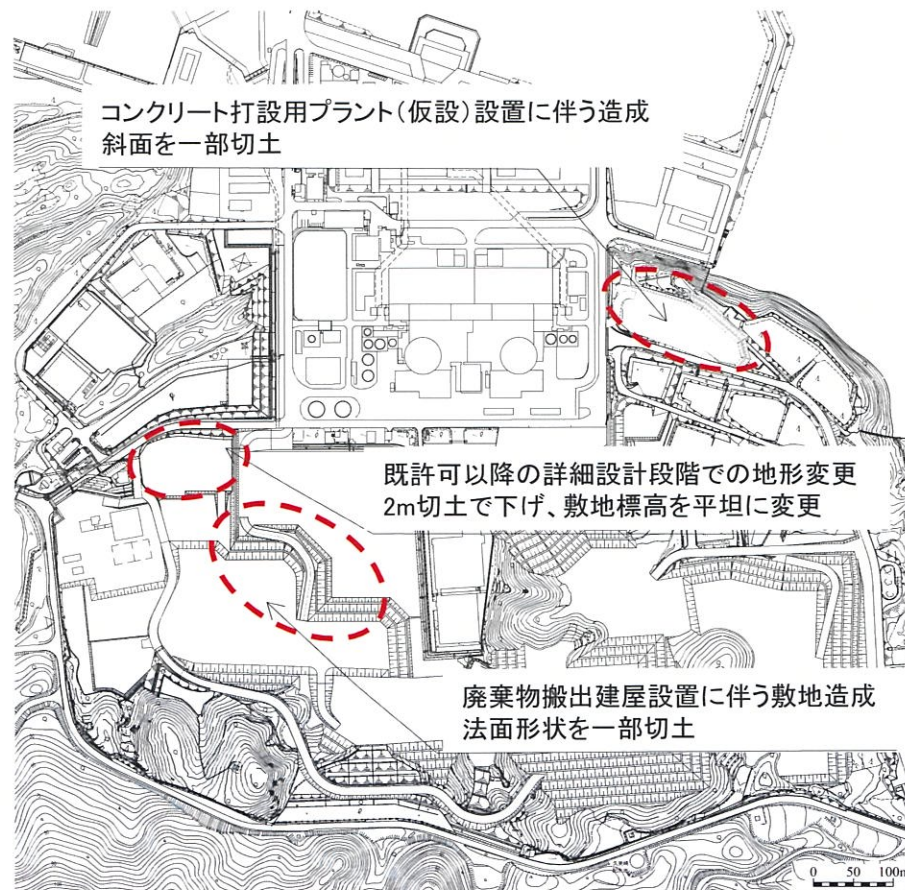 コンクリート打設用プラント(仮設)設置に伴う造成
斜面を一部切土
既許可以降の詳細設計段階での地形変更
2m切土で下げ、敷地標高を平坦に変更
廃棄物搬出建屋設置に伴う敷地造成
法面形状を一部切土
0 50 100m